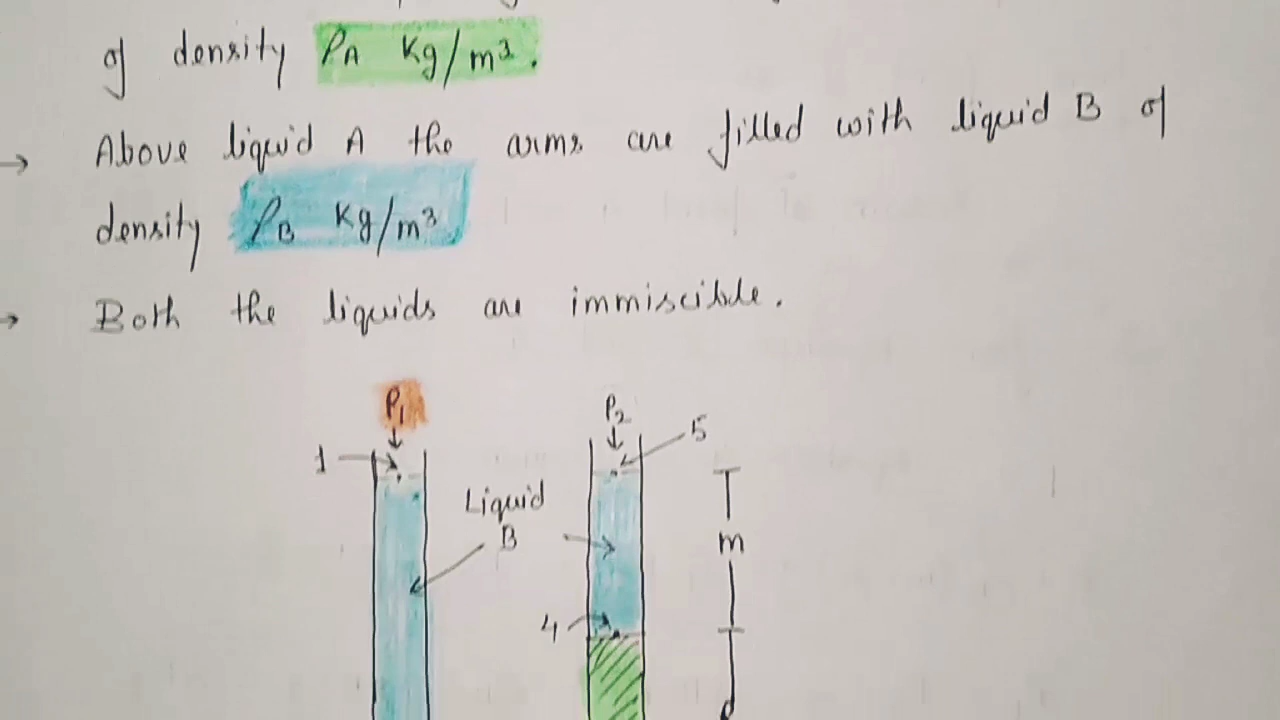 of density ρA Kg/m³.
→ Above liquid A the arms are filled with liquid B of
density ρB Kg/m³
→ Both the liquids are immiscible.
P₁ P₂
1 5
Liquid
B m
4